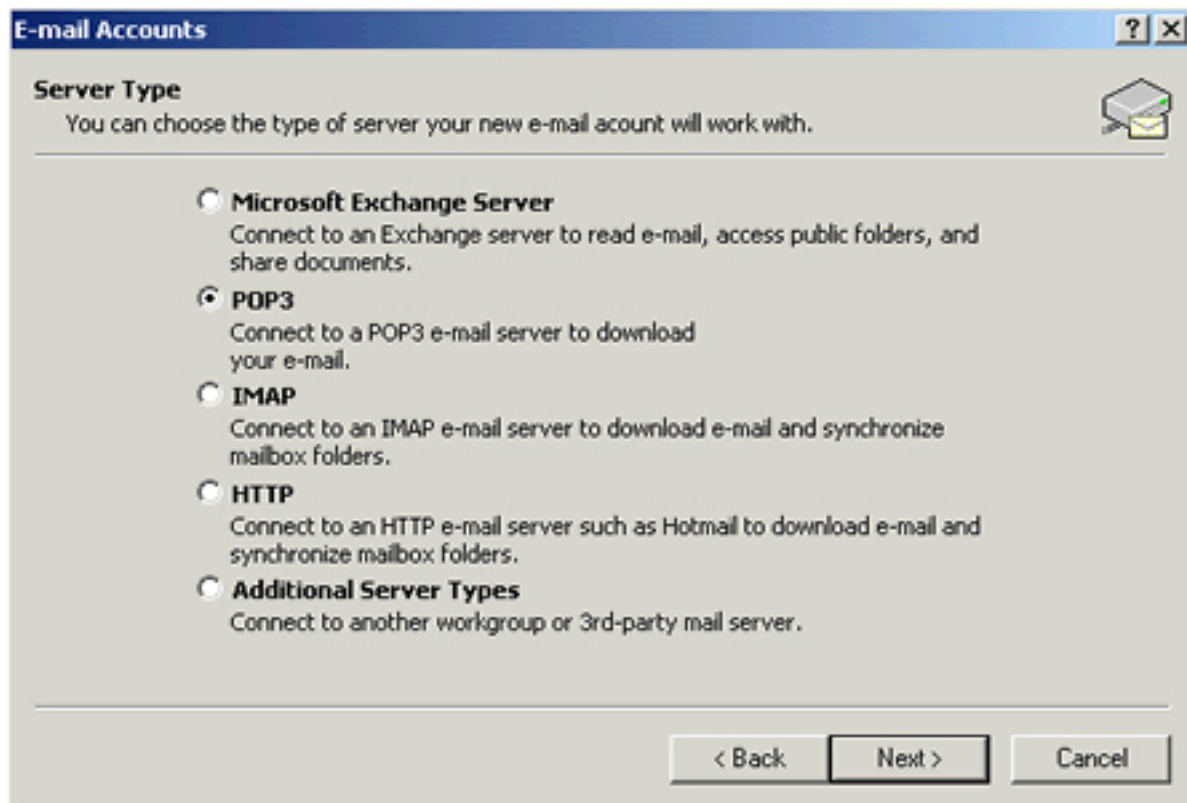 E-mail Accounts
?
Server Type
You can choose the type of server your new e-mail acount will work with.
Microsoft Exchange Server
Connect to an Exchange server to read e-mail, access public folders, and
share documents.
POP3
Connect to a POP3 e-mail server to download
your e-mail.
IMAP
Connect to an IMAP e-mail server to download e-mail and synchronize
mailbox folders.
HTTP
Connect to an HTTP e-mail server such as Hotmail to download e-mail and
synchronize mailbox folders.
Additional Server Types
Connect to another workgroup or 3rd-party mail server.
< Back Next > Cancel